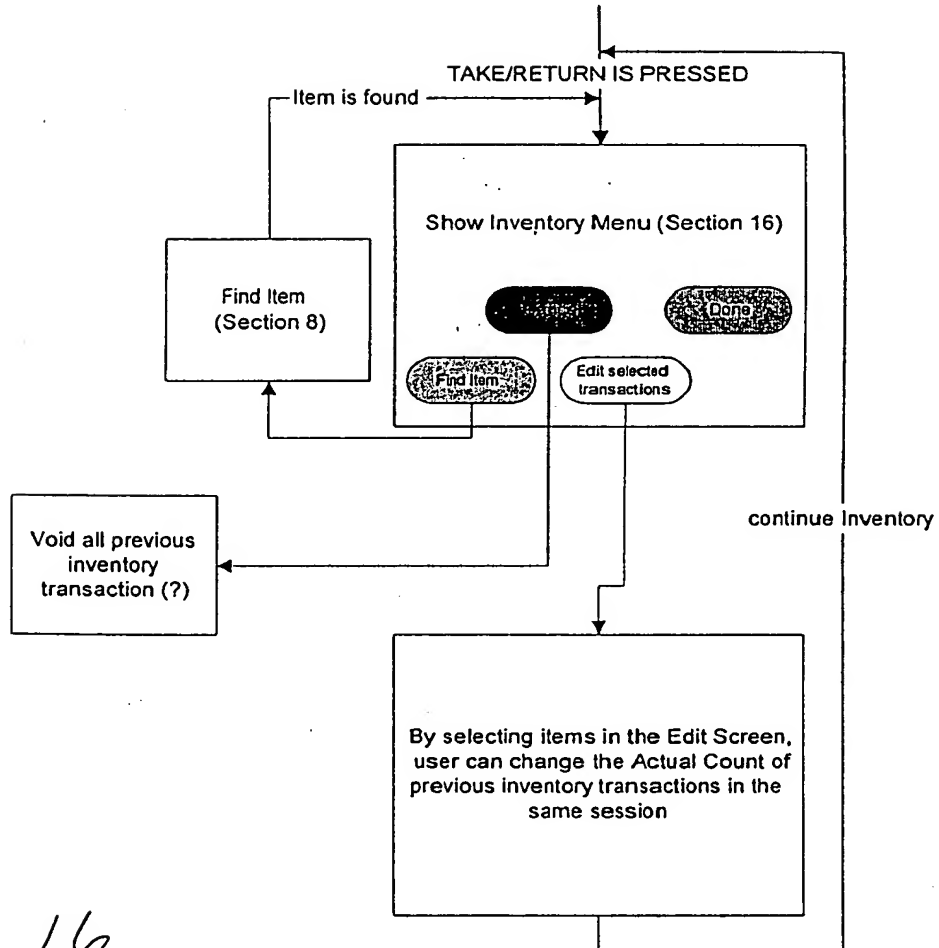 TAKE/RETURN IS PRESSED
Item is found
Show Inventory Menu (Section 16)
Find Item
(Section 8)
Done
Find Item
Edit selected
transactions
continue Inventory
Void all previous
inventory
transaction (?)
By selecting items in the Edit Screen,
user can change the Actual Count of
previous inventory transactions in the
same session
16